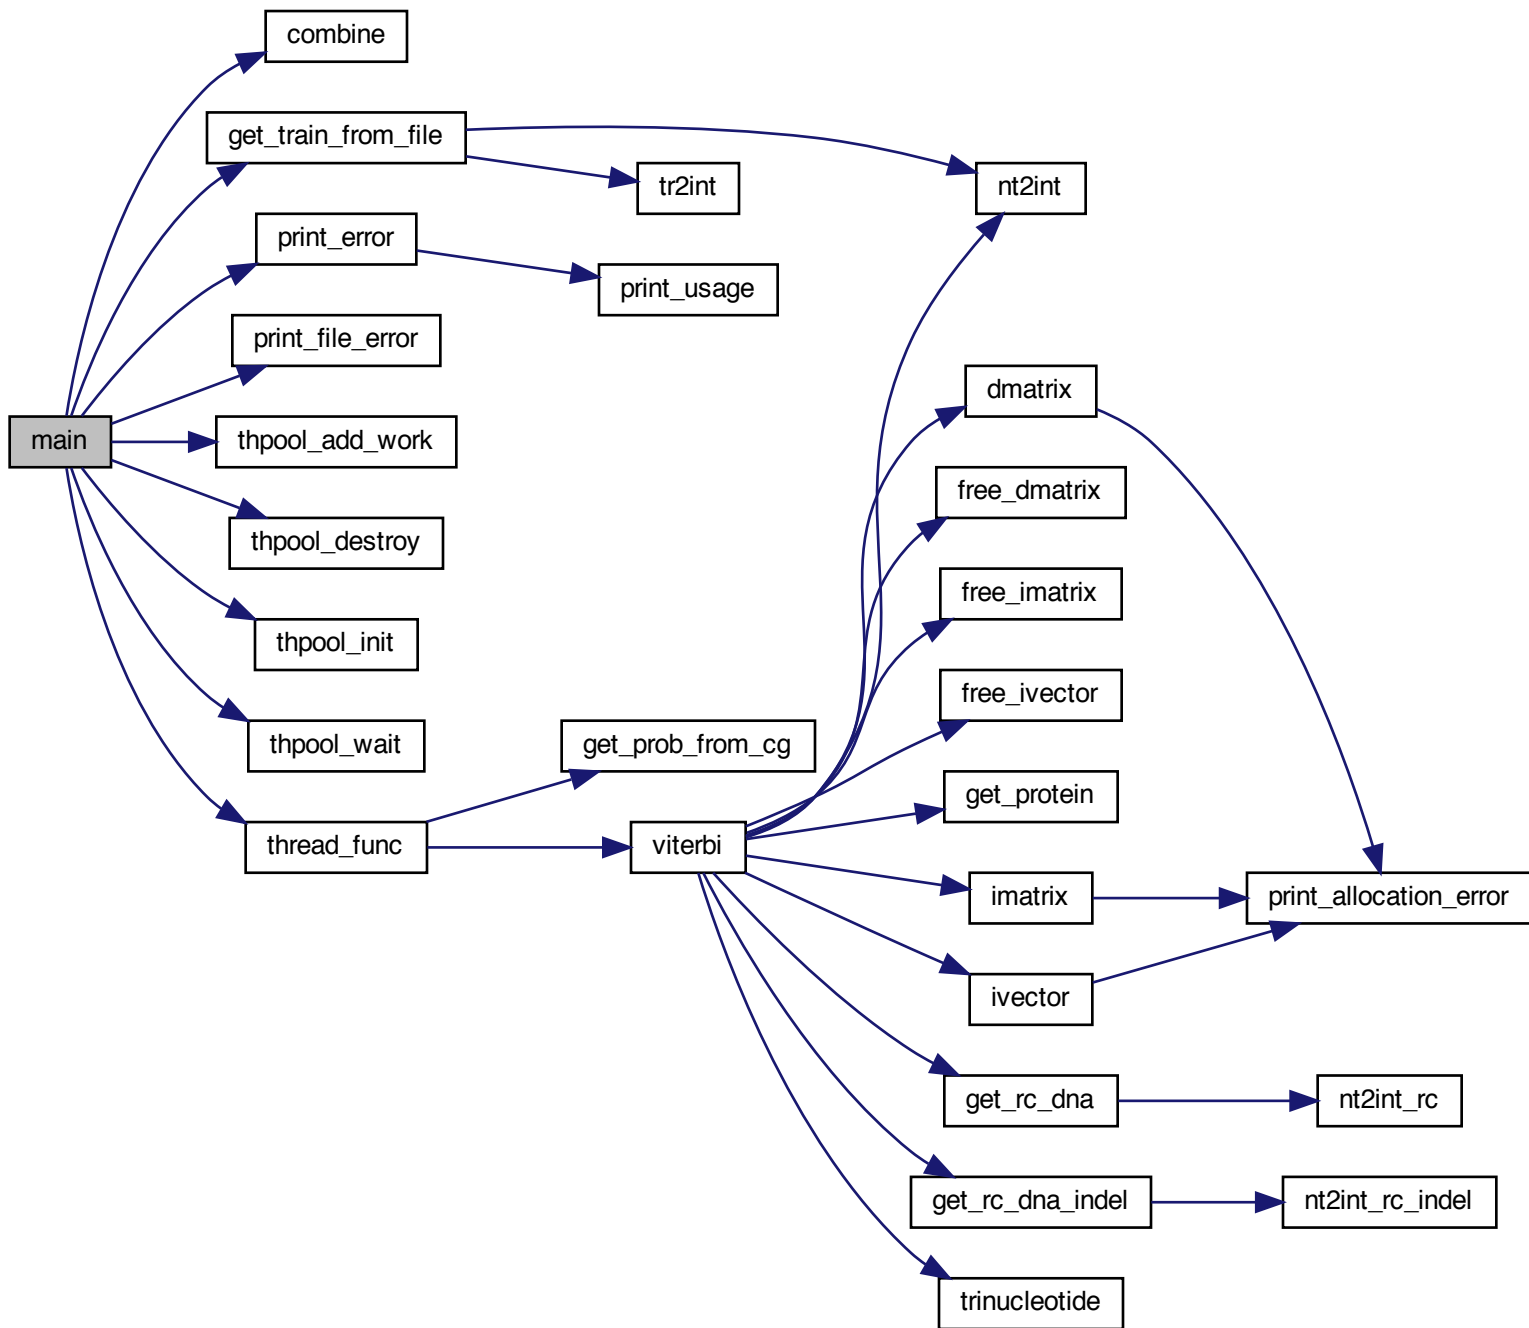 combine
get_train_from_file
tr2int
nt2int
print_error
print_usage
print_file_error
dmatrix
main
thpool_add_work
free_dmatrix
thpool_destroy
free_imatrix
thpool_init
free_ivector
thpool_wait
get_prob_from_cg
get_protein
thread_func
viterbi
imatrix
print_allocation_error
ivector
get_rc_dna
nt2int_rc
get_rc_dna_indel
nt2int_rc_indel
trinucleotide